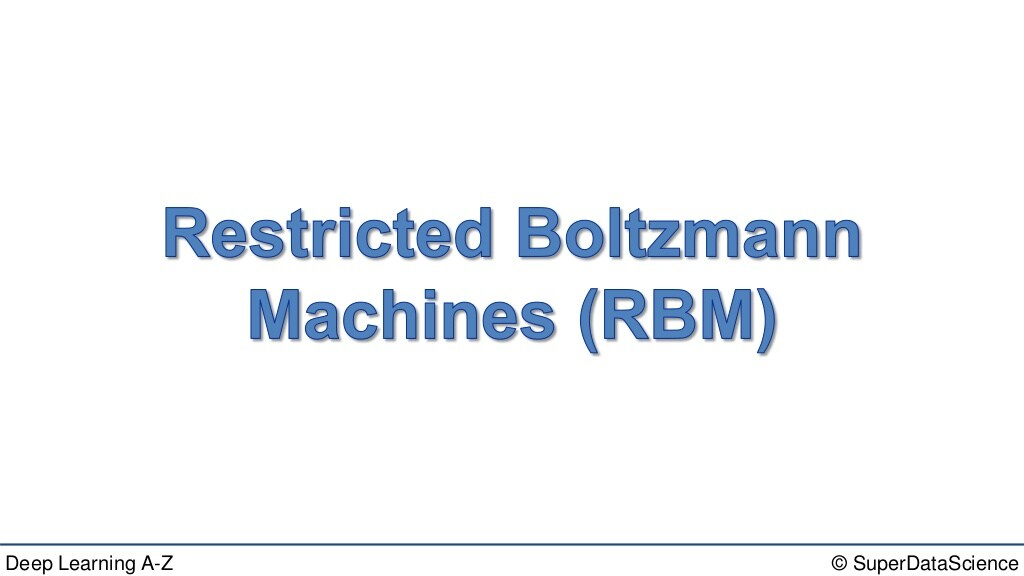 Restricted Boltzmann
Machines (RBM)
Deep Learning A-Z
© SuperDataScience